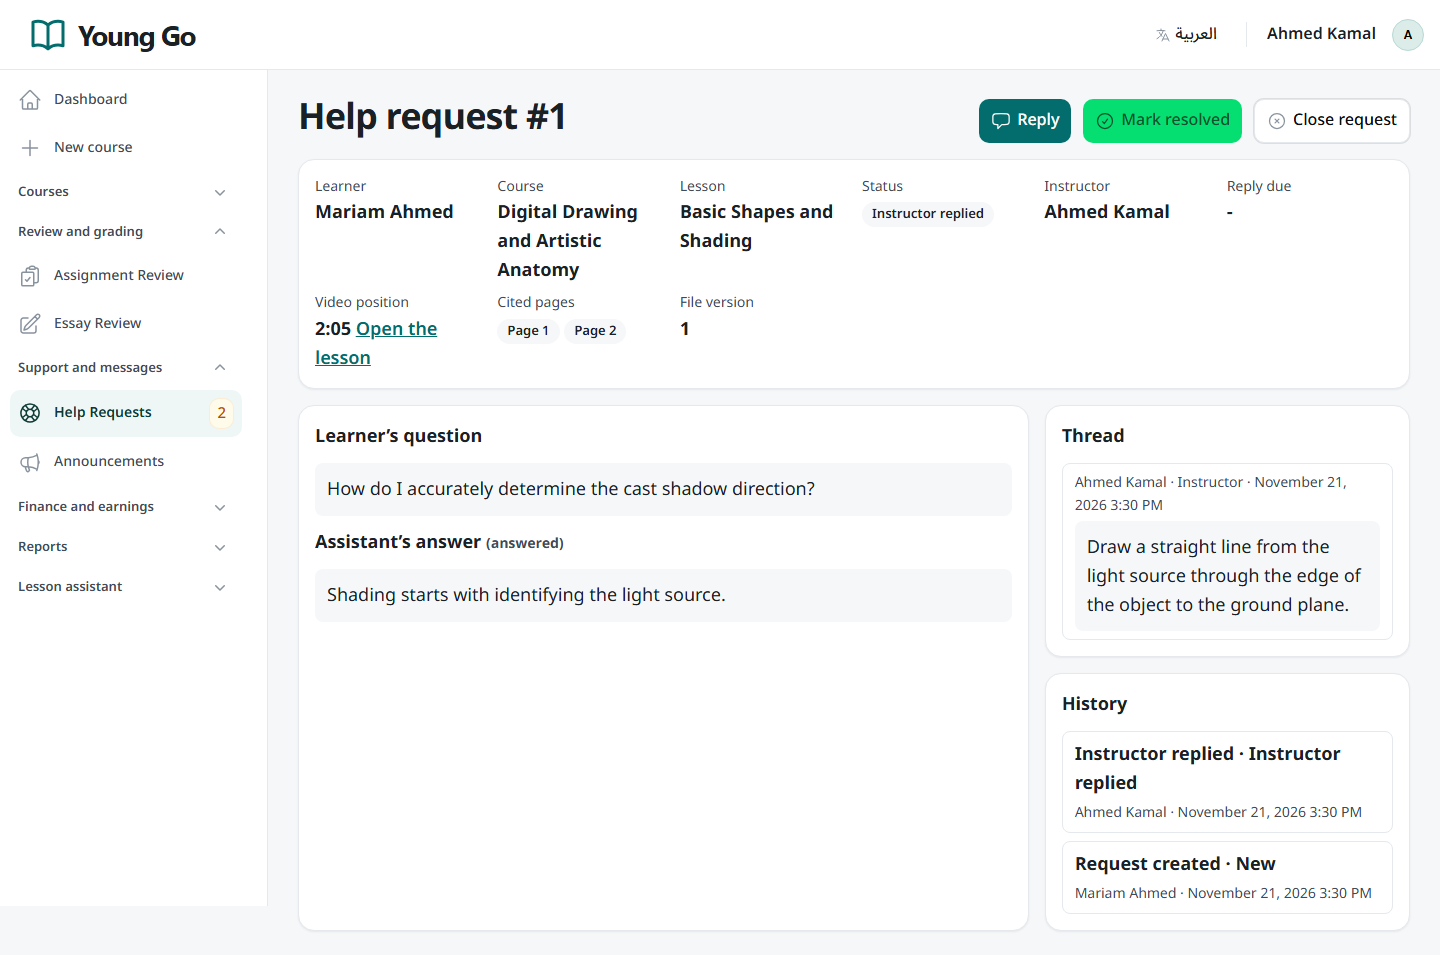 Young Go
العربية
Ahmed Kamal
A
Dashboard
New course
Courses
Review and grading
Assignment Review
Essay Review
Support and messages
Help Requests
2
Announcements
Finance and earnings
Reports
Lesson assistant
Help request #1
Reply
Mark resolved
Close request
Learner
Mariam Ahmed
Course
Digital Drawing
and Artistic
Anatomy
Lesson
Basic Shapes and
Shading
Status
Instructor replied
Instructor
Ahmed Kamal
Reply due
-
Video position
2:05 Open the
lesson
Cited pages
Page 1 Page 2
File version
1
Learner’s question
How do I accurately determine the cast shadow direction?
Assistant’s answer (answered)
Shading starts with identifying the light source.
Thread
Ahmed Kamal · Instructor · November 21,
2026 3:30 PM
Draw a straight line from the
light source through the edge of
the object to the ground plane.
History
Instructor replied · Instructor
replied
Ahmed Kamal · November 21, 2026 3:30 PM
Request created · New
Mariam Ahmed · November 21, 2026 3:30 PM